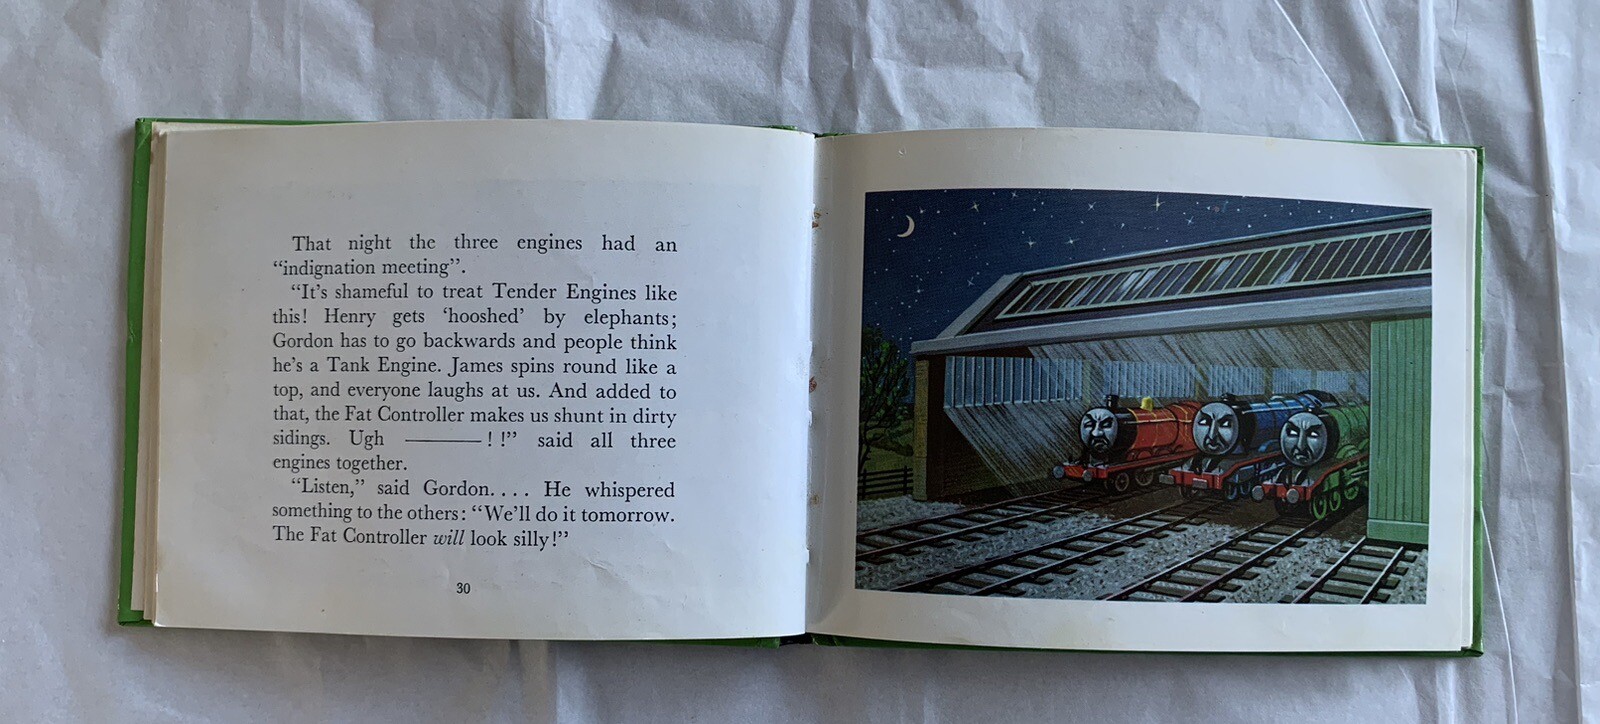 That night the three engines had an
“indignation meeting”.
“It’s shameful to treat Tender Engines like
this! Henry gets ‘hooshed’ by elephants;
Gordon has to go backwards and people think
he’s a Tank Engine. James spins round like a
top, and everyone laughs at us. And added to
that, the Fat Controller makes us shunt in dirty
sidings. Ugh ———! !” said all three
engines together.
“Listen,” said Gordon.... He whispered
something to the others: “We’ll do it tomorrow.
The Fat Controller will look silly!”
30